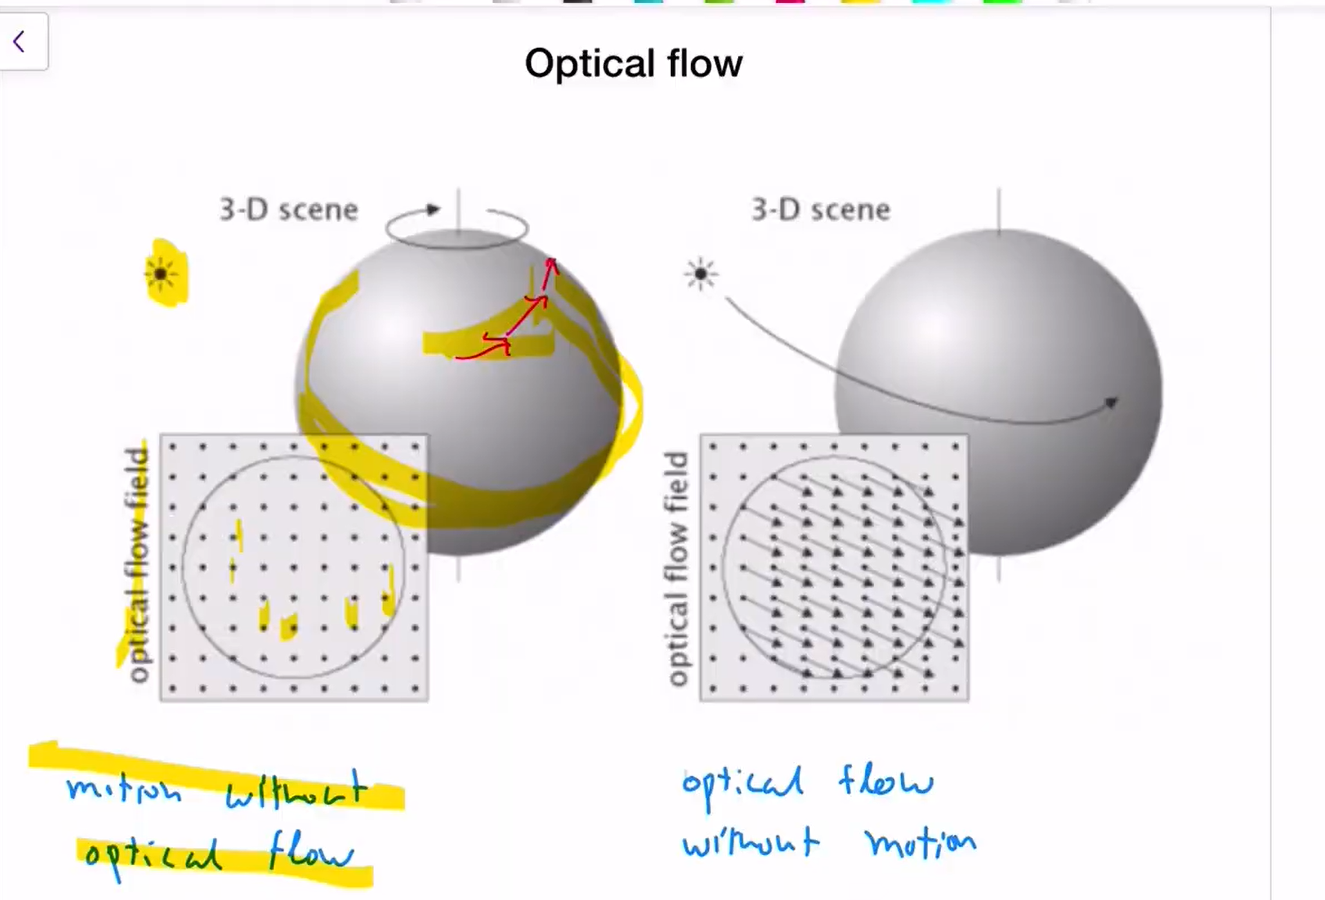 Optical flow
3-D scene
3-D scene
optical flow field
optical flow field
motion without
optical flow
optical flow
without motion